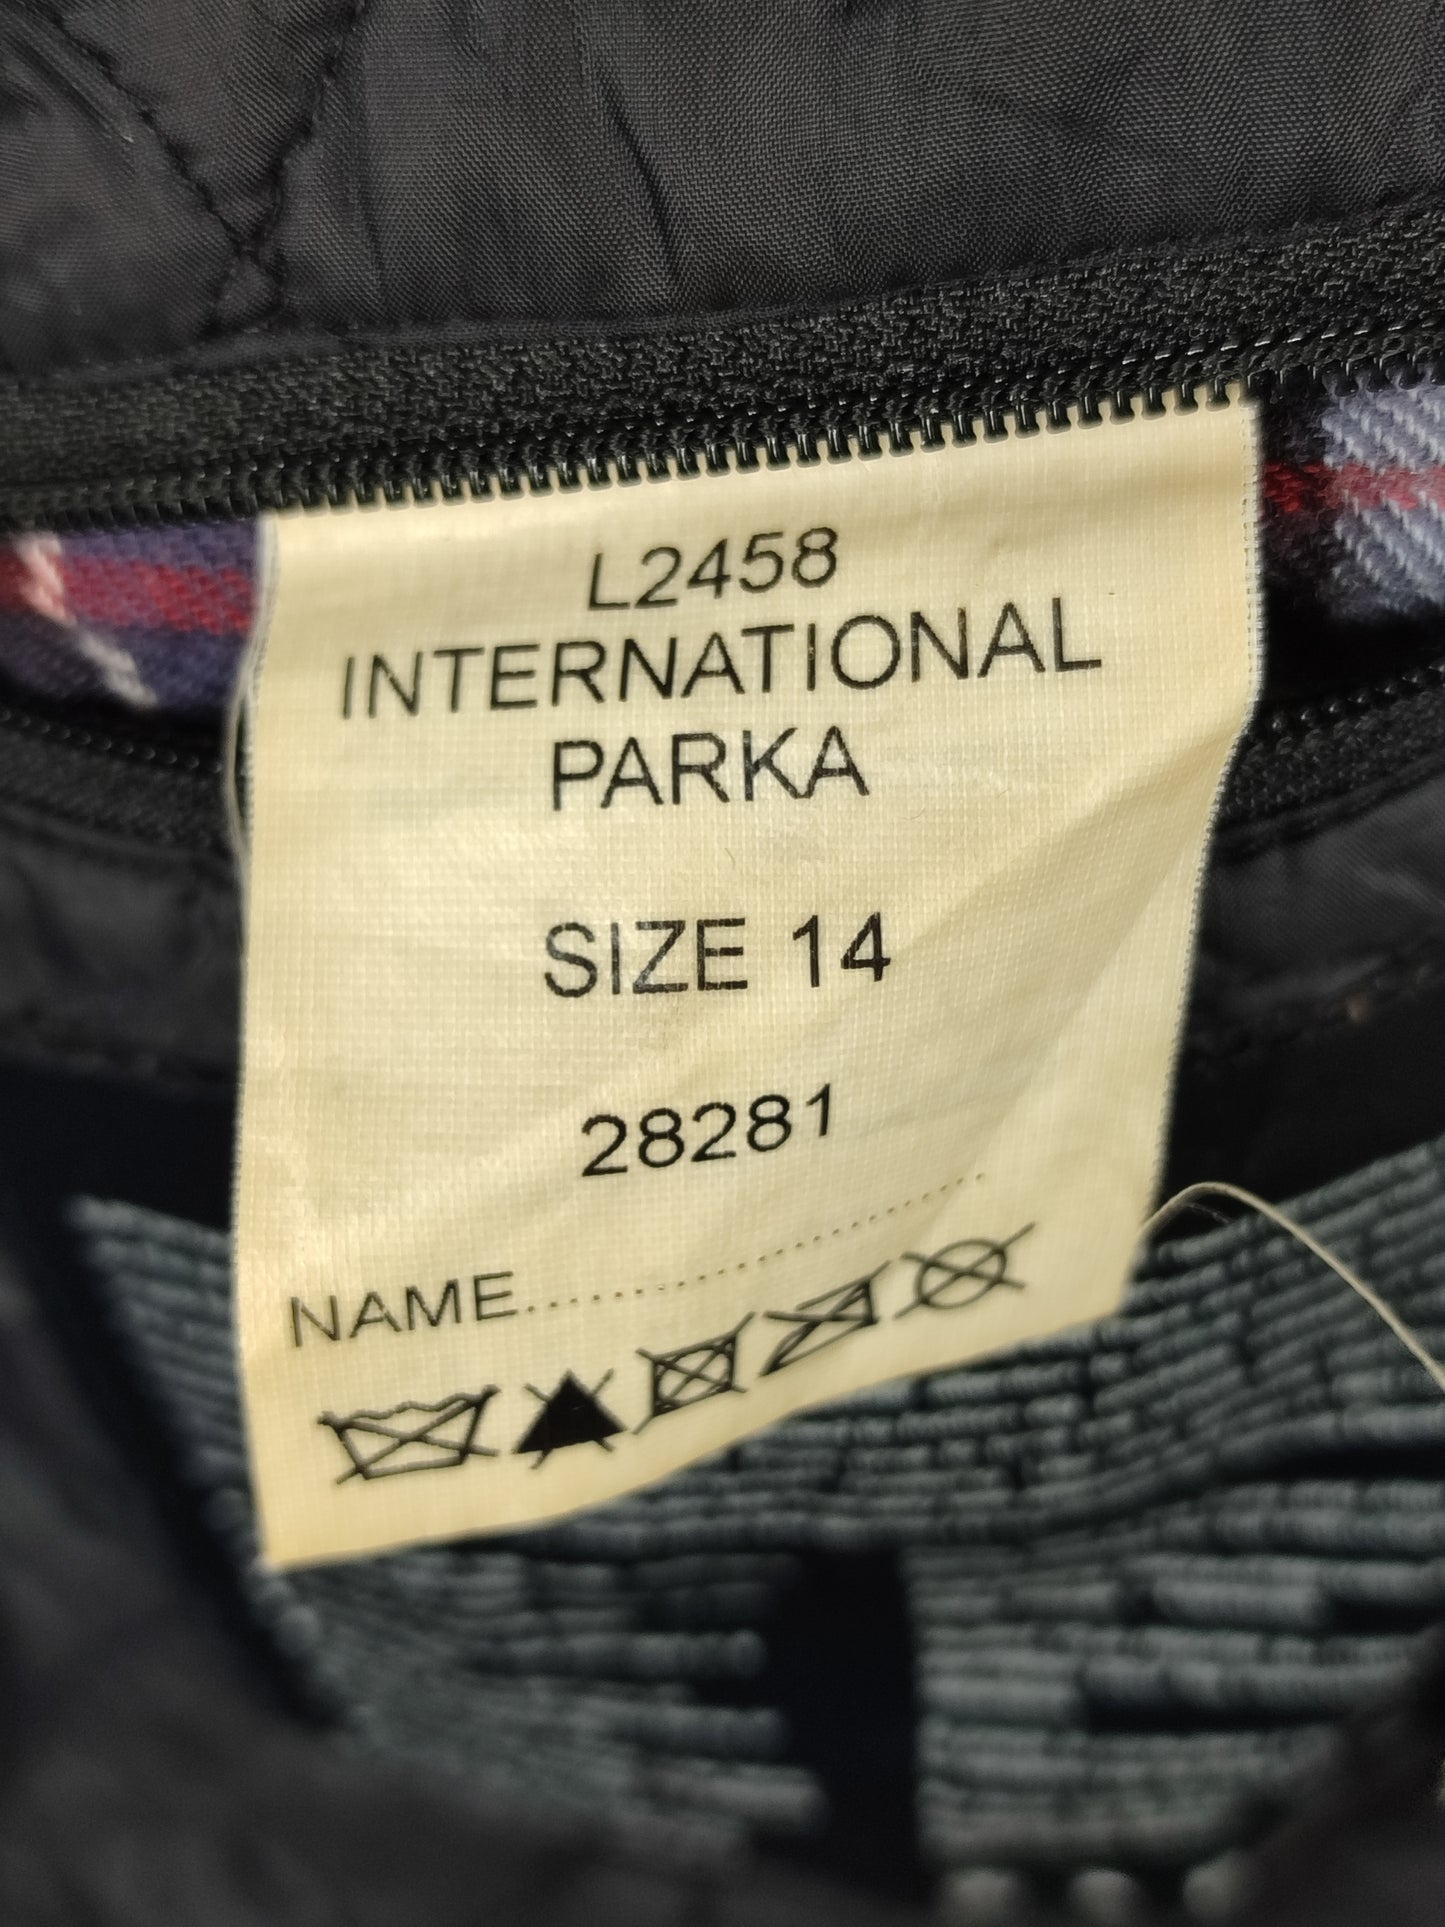 L2458
INTERNATIONAL
PARKA
SIZE 14
28281
NAME..............................